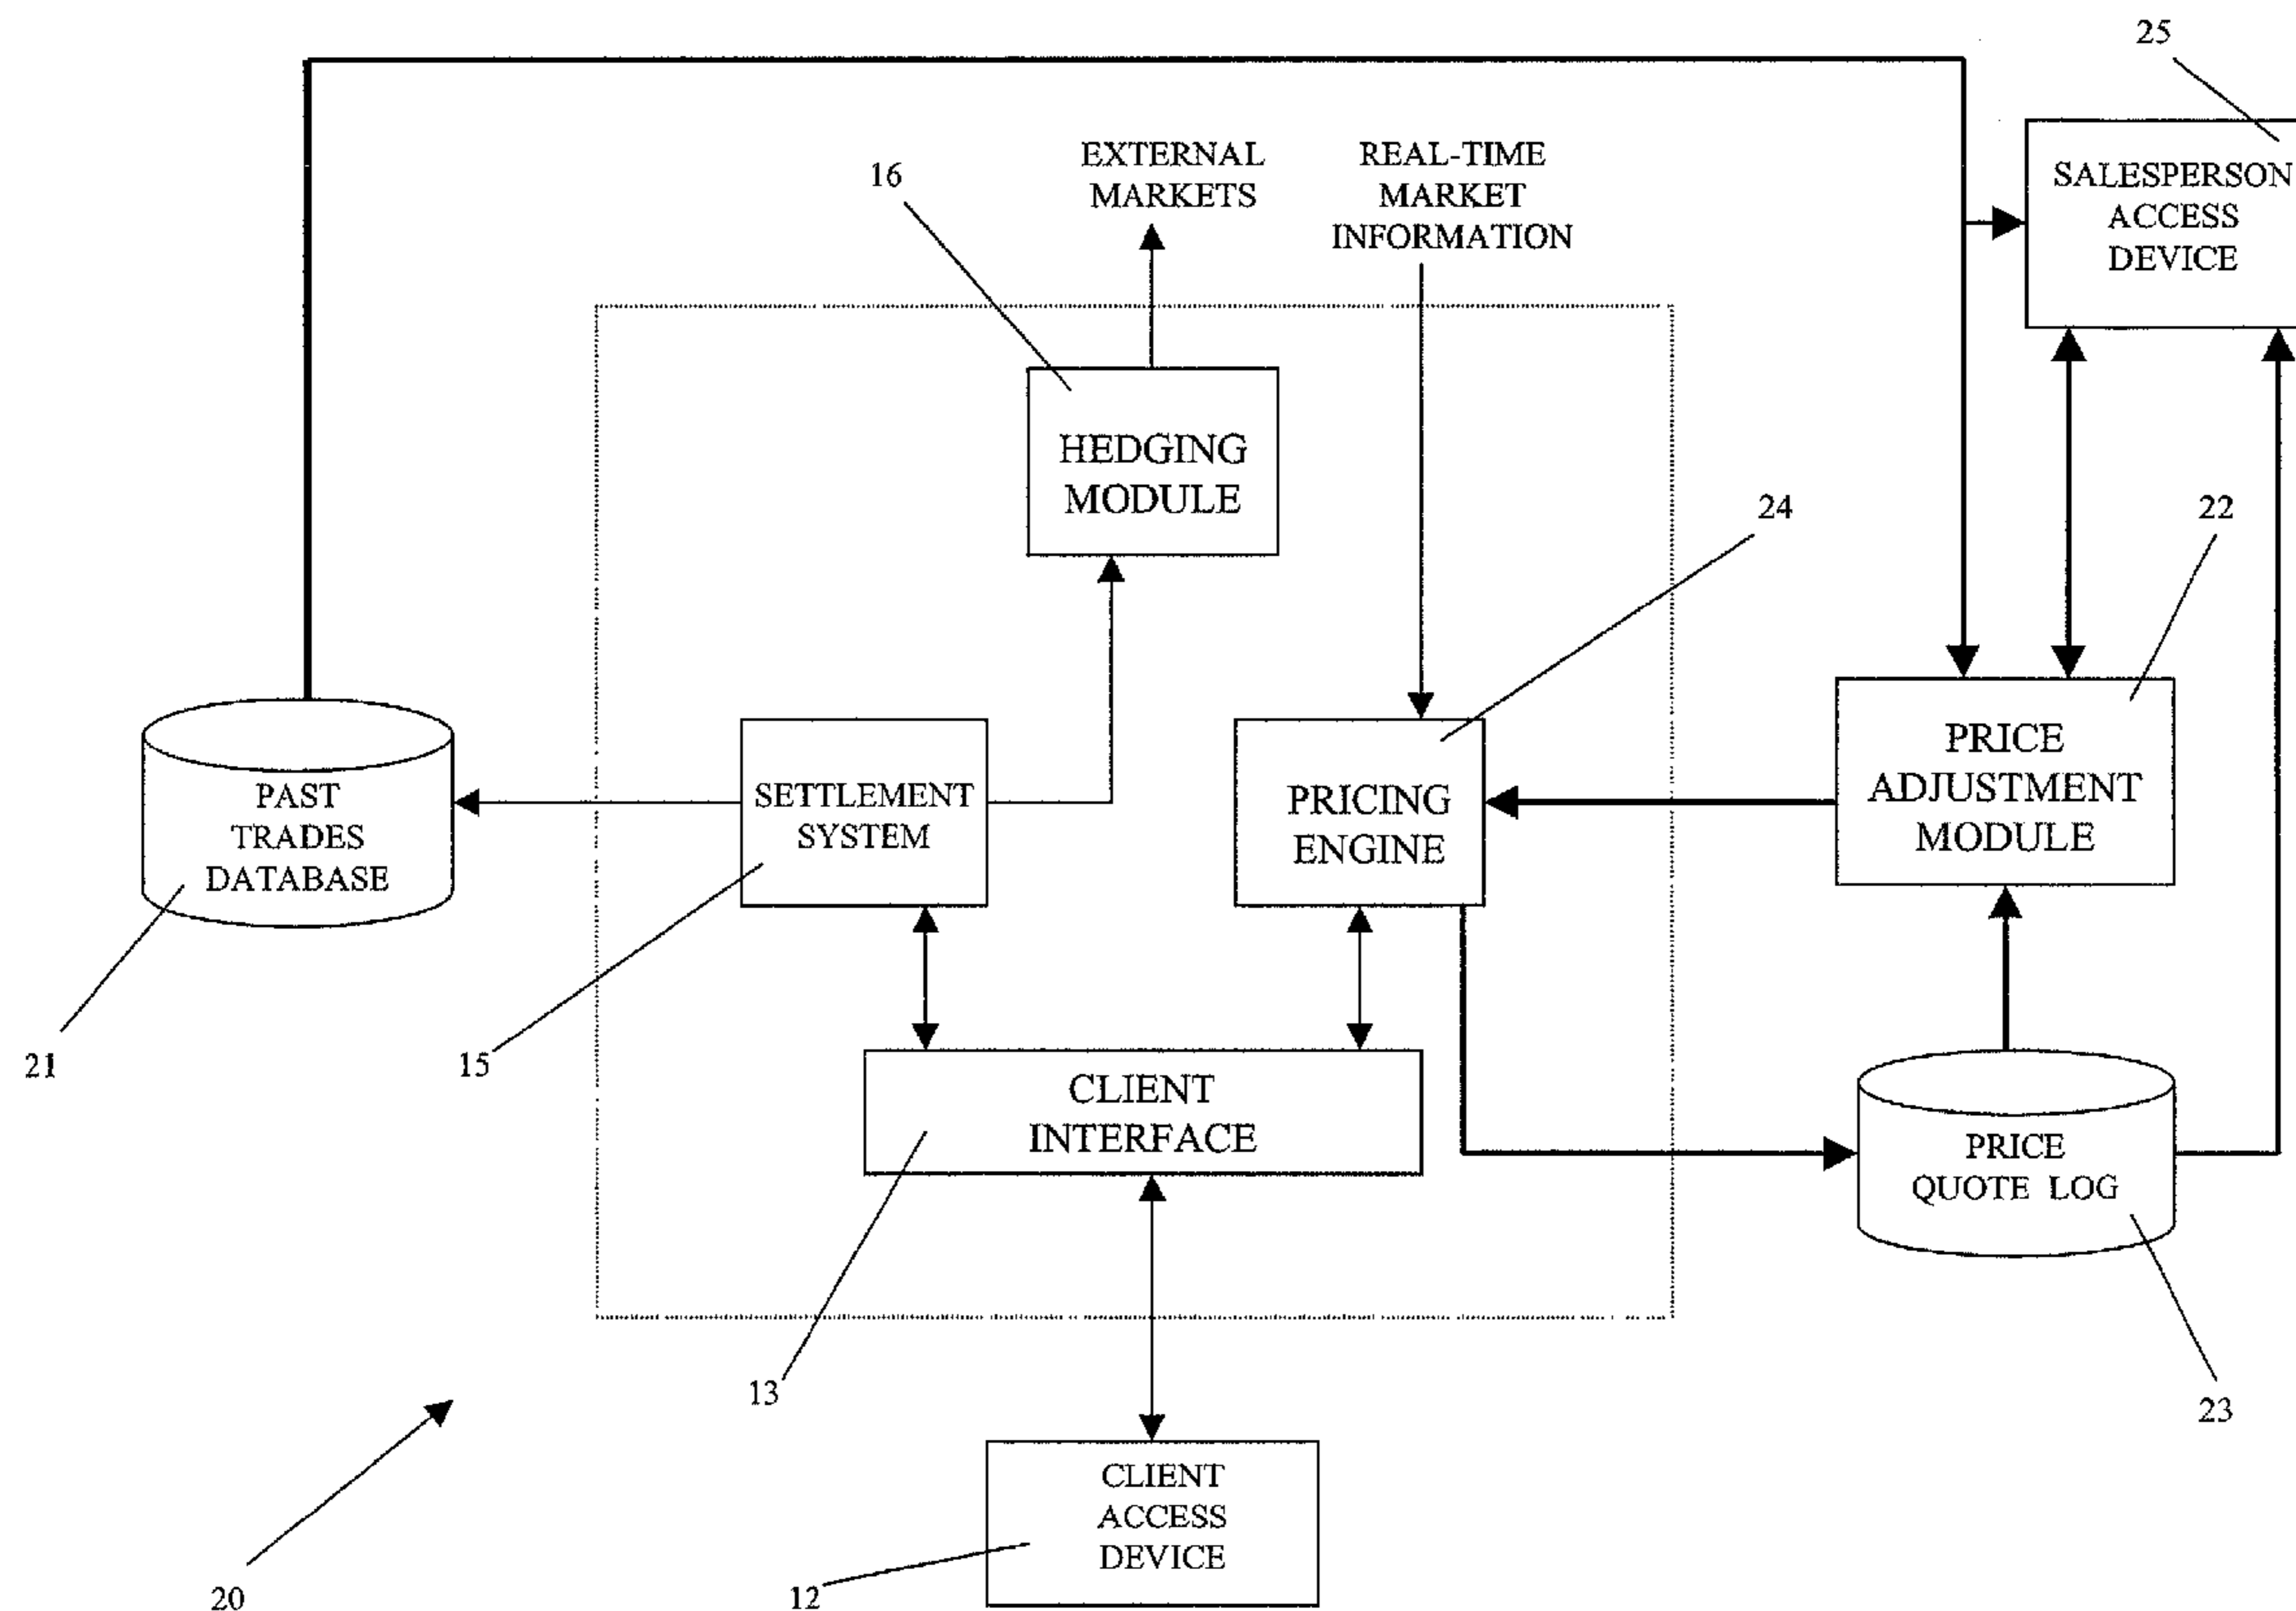 25
EXTERNAL
MARKETS
REAL-TIME
MARKET
INFORMATION
16
SALESPERSON
ACCESS
DEVICE
HEDGING
MODULE
24
22
PAST
TRADES
DATABASE
SETTLEMENT
SYSTEM
PRICING
ENGINE
PRICE
ADJUSTMENT
MODULE
21
15
CLIENT
INTERFACE
PRICE
QUOTE LOG
13
23
CLIENT
ACCESS
DEVICE
20
12